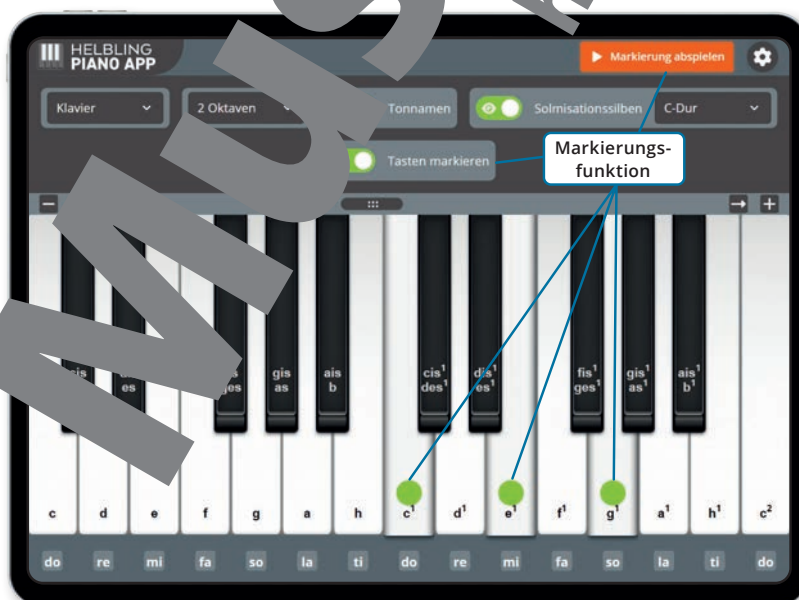 HELBLING
PIANO APP
Markierung abspielen
Klavier
2 Oktaven
Tonnamen
Solmisationssilben
C-Dur
Tasten markieren
Markierungs-
funktion
gis ais cis¹ dis¹ fis¹ gis¹ ais¹
es as b des¹ es¹ ges¹ as¹ b¹
c d e f g a h c¹ d¹ e¹ f¹ g¹ a¹ h¹ c²
do re mi fa so la ti do re mi fa so la ti do
Mus